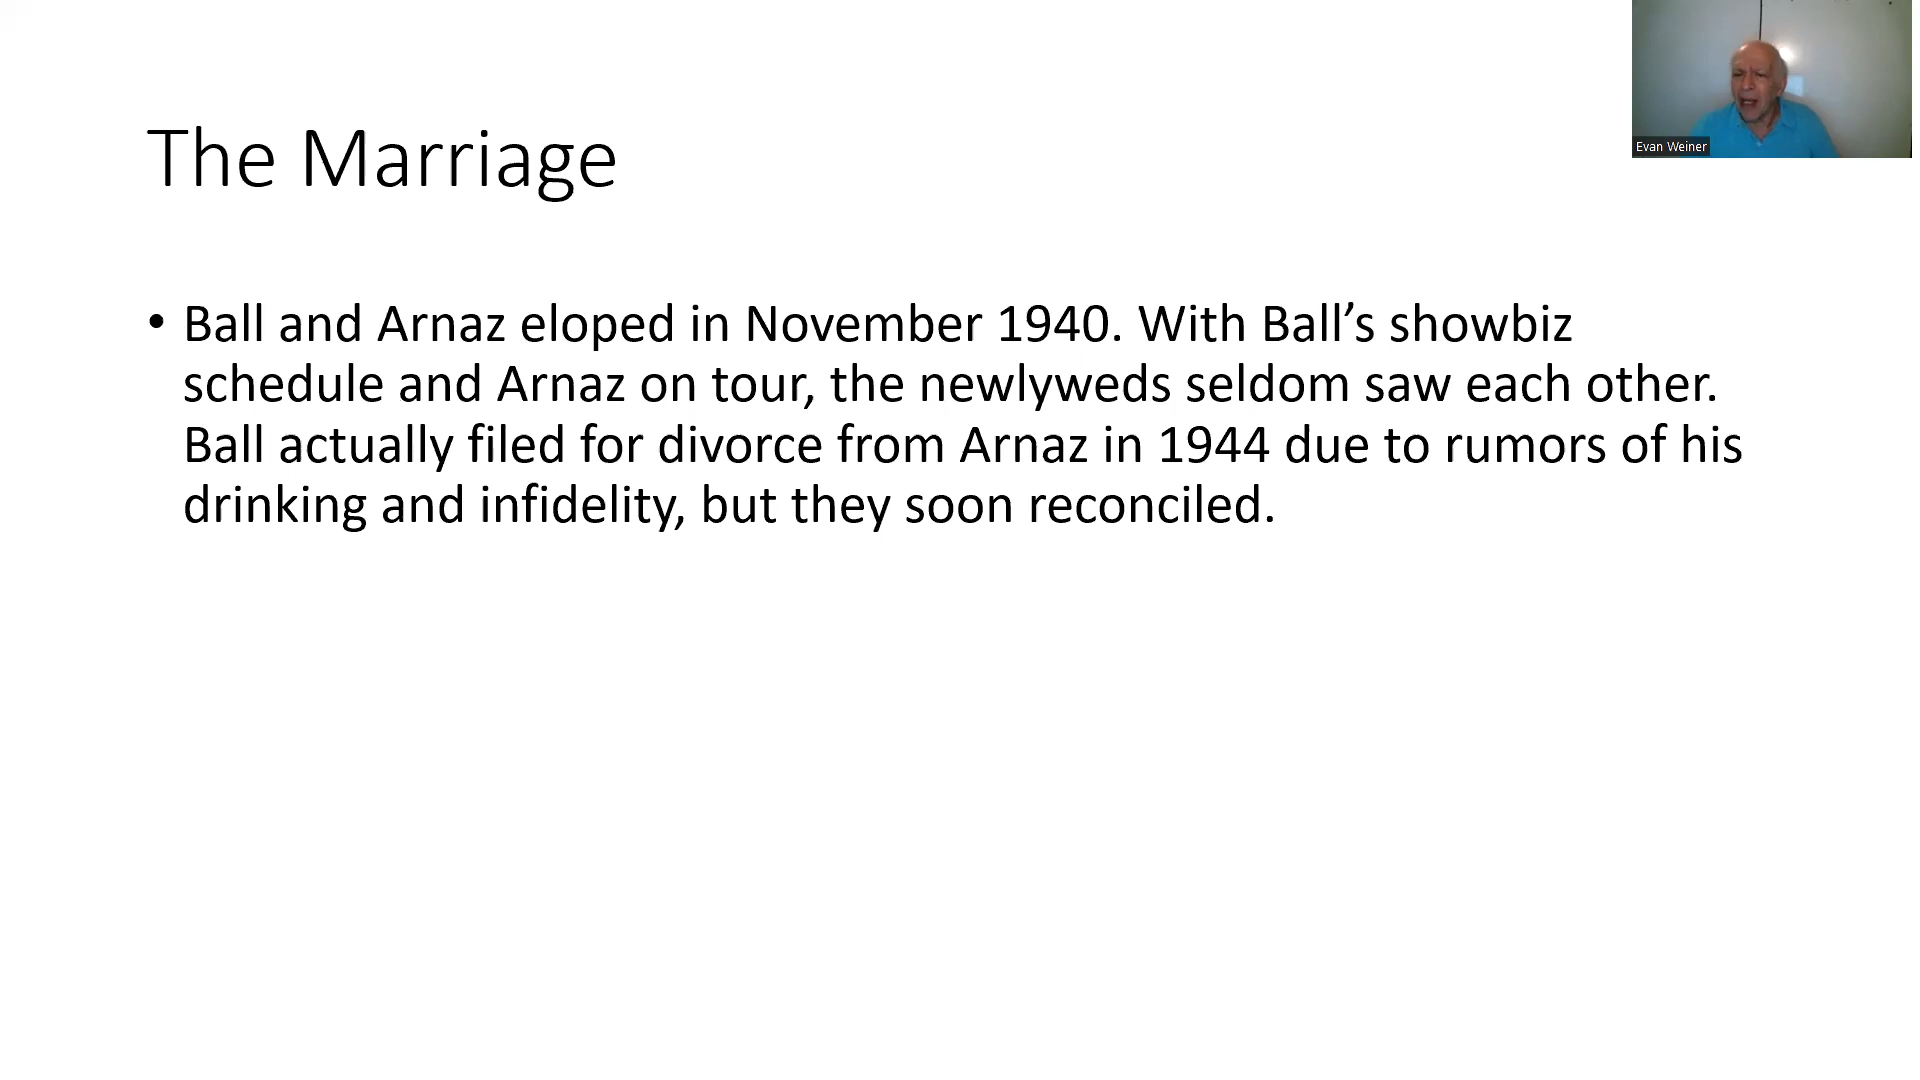 The Marriage
Evan Weiner
• Ball and Arnaz eloped in November 1940. With Ball’s showbiz
schedule and Arnaz on tour, the newlyweds seldom saw each other.
Ball actually filed for divorce from Arnaz in 1944 due to rumors of his
drinking and infidelity, but they soon reconciled.